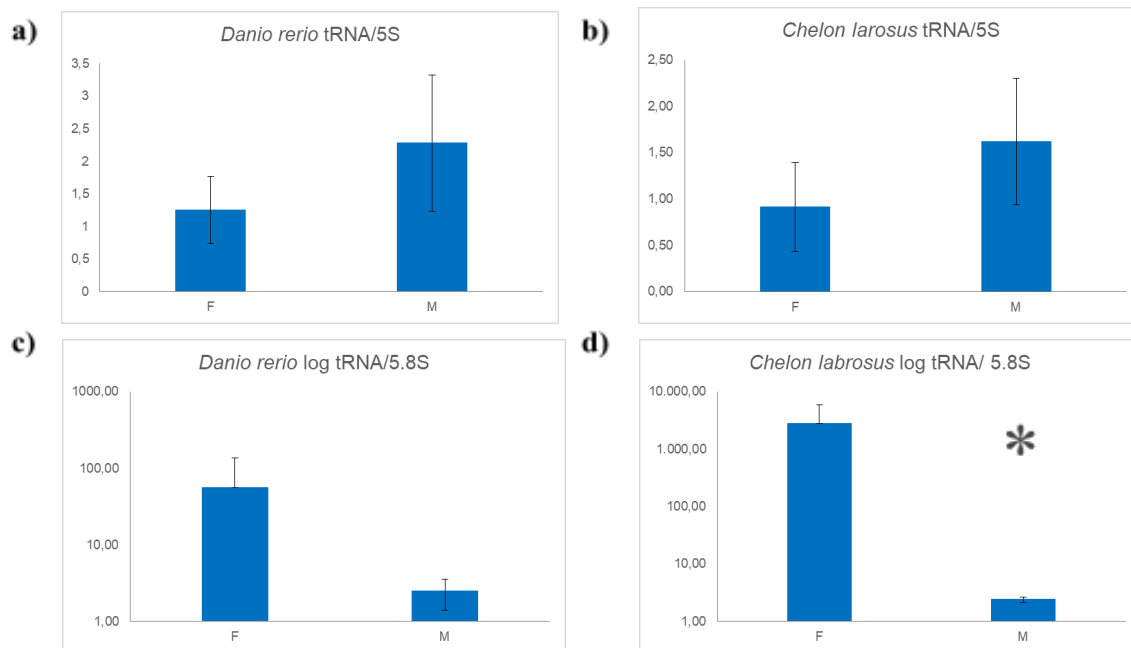 a)
Danio rerio tRNA/5S
3,5
3
2,5
2
1,5
1
0,5
0
F
M
b)
Chelon larosus tRNA/5S
2,50
2,00
1,50
1,00
0,50
0,00
F
M
c)
Danio rerio log tRNA/5.8S
1000,00
100,00
10,00
1,00
F
M
d)
Chelon labrosus log tRNA/ 5.8S
10.000,00
1.000,00
100,00
10,00
1,00
*
F
M